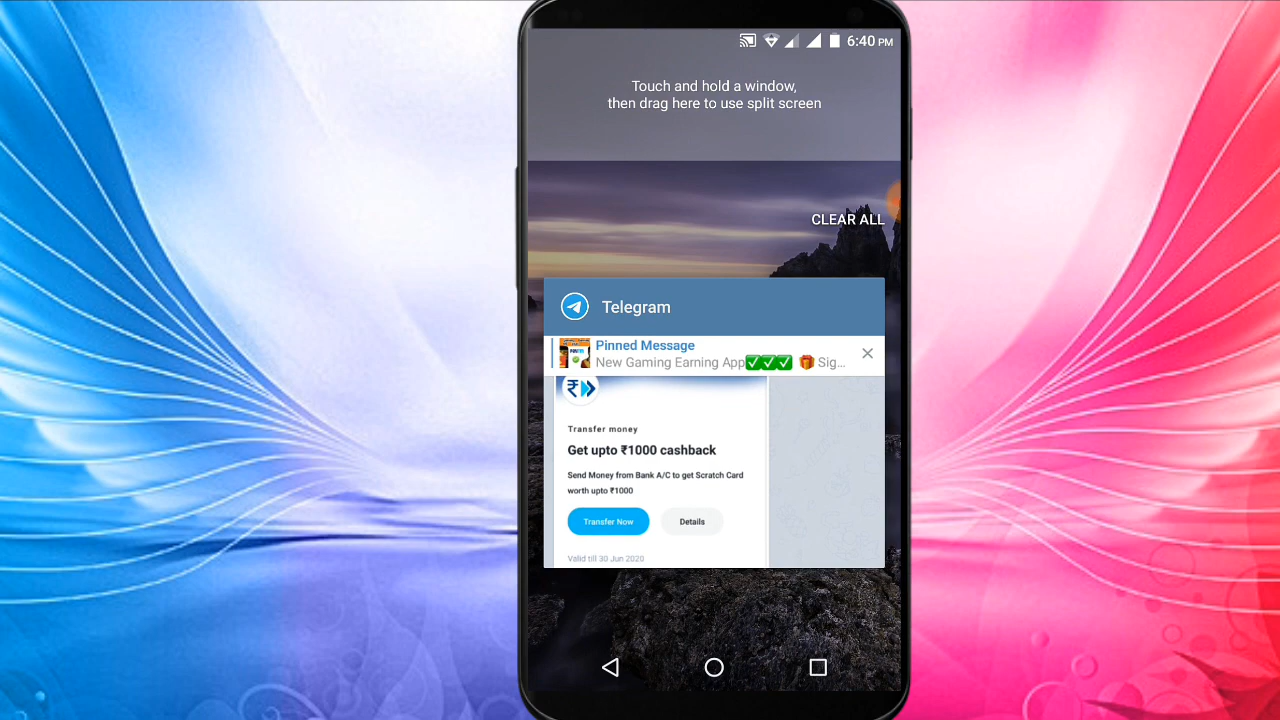 6:40 PM
Touch and hold a window,
then drag here to use split screen
CLEAR ALL
Telegram
Pinned Message
New Gaming Earning App✅✅✅ 🎁 Sig...
₹
Transfer money
Get upto ₹1000 cashback
Send Money from Bank A/C to get Scratch Card
worth upto ₹1000
Transfer Now Details
Valid till 30 Jun 2020